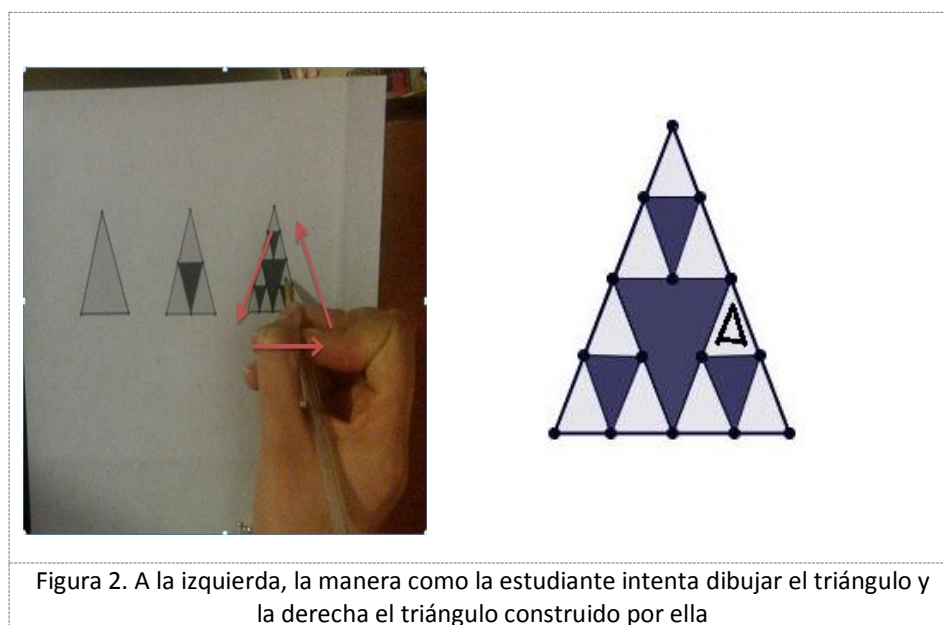 Figura 2. A la izquierda, la manera como la estudiante intenta dibujar el triángulo y
la derecha el triángulo construido por ella